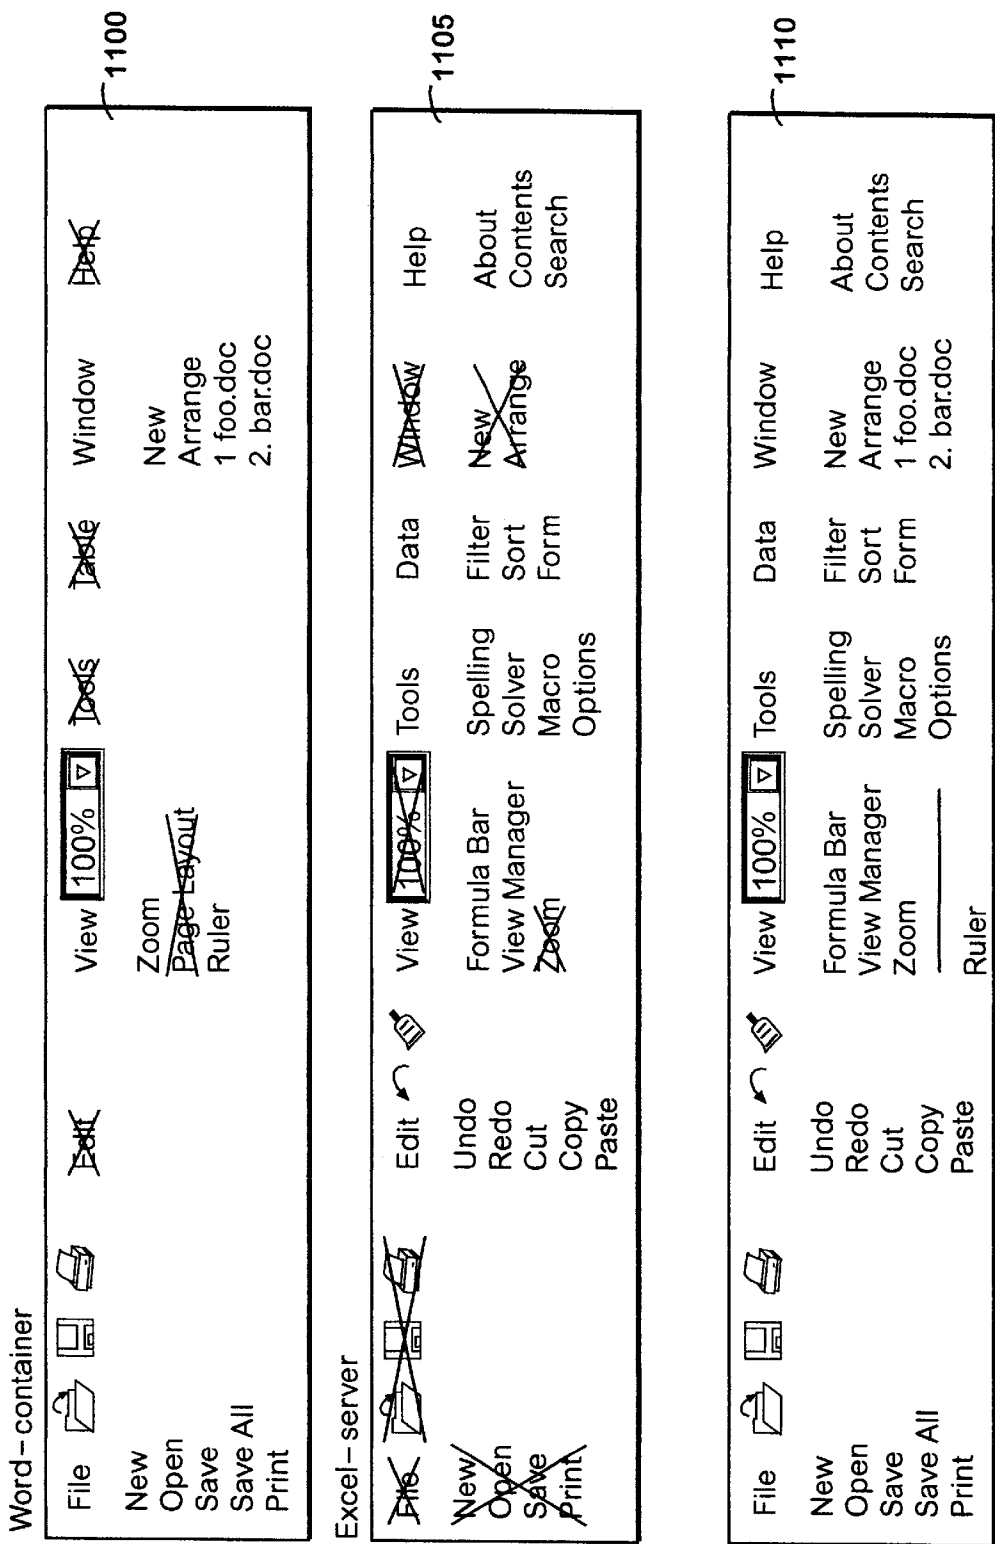 Word-container
File Edit View 100% Tools Table Window Help
New Zoom New
Open Page Layout Arrange
Save Ruler 1 foo.doc
Save All 2. bar.doc
Print
1100
Excel-server
File Edit View 100% Tools Data Window Help
New Undo Formula Bar Spelling Filter New About
Open Redo View Manager Solver Sort Arrange Contents
Save Cut Zoom Macro Form Search
Print Copy Options
Paste
1105
File Edit View 100% Tools Data Window Help
New Undo Formula Bar Spelling Filter New About
Open Redo View Manager Solver Sort Arrange Contents
Save Cut Zoom Macro Form 1 foo.doc Search
Save All Copy Options 2. bar.doc
Print Paste Ruler
1110